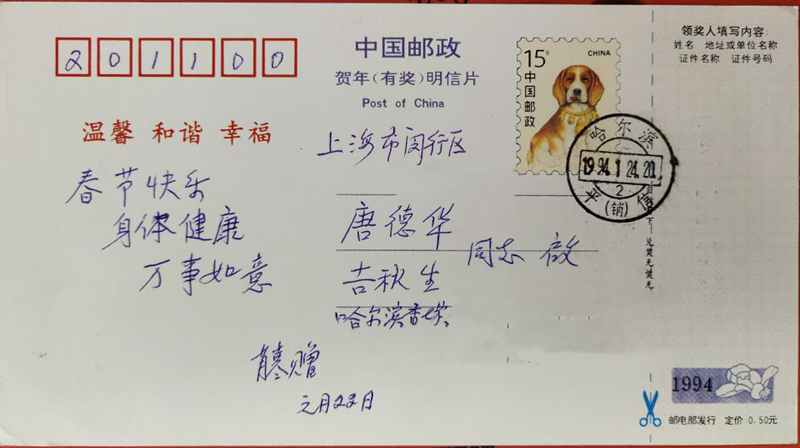 201100
中国邮政
贺年(有奖)明信片
Post of China
15分
CHINA
中国邮政
领奖人填写内容
姓名 地址或单位名称
证件名称 证件号码
温馨 和谐 幸福
上海市闵行区
哈尔滨
1994.1.24.20
2
平(销)信
春节快乐
身体健康
万事如意
唐德华
吉秋生
同志 啟
哈尔滨
赠
元月22日
1994
邮电部发行 定价 0.50元